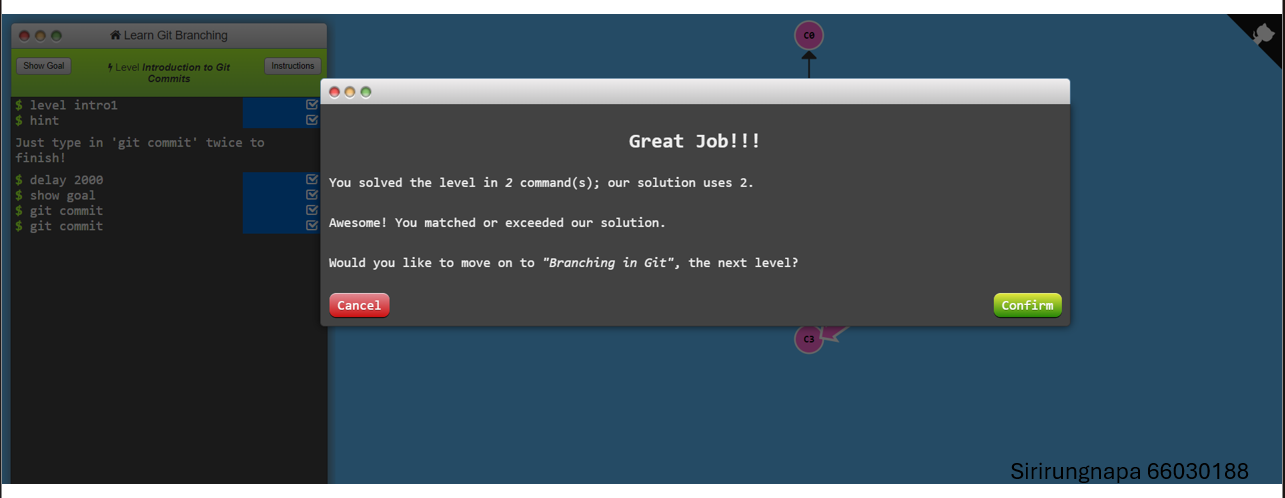 Learn Git Branching
Show Goal
Level Introduction to Git Commits
Instructions
$ level intro1
$ hint
Just type in 'git commit' twice to
finish!
$ delay 2000
$ show goal
$ git commit
$ git commit
C0
Great Job!!!
You solved the level in 2 command(s); our solution uses 2.
Awesome! You matched or exceeded our solution.
Would you like to move on to "Branching in Git", the next level?
Cancel
Confirm
C3
Sirirungnapa 66030188